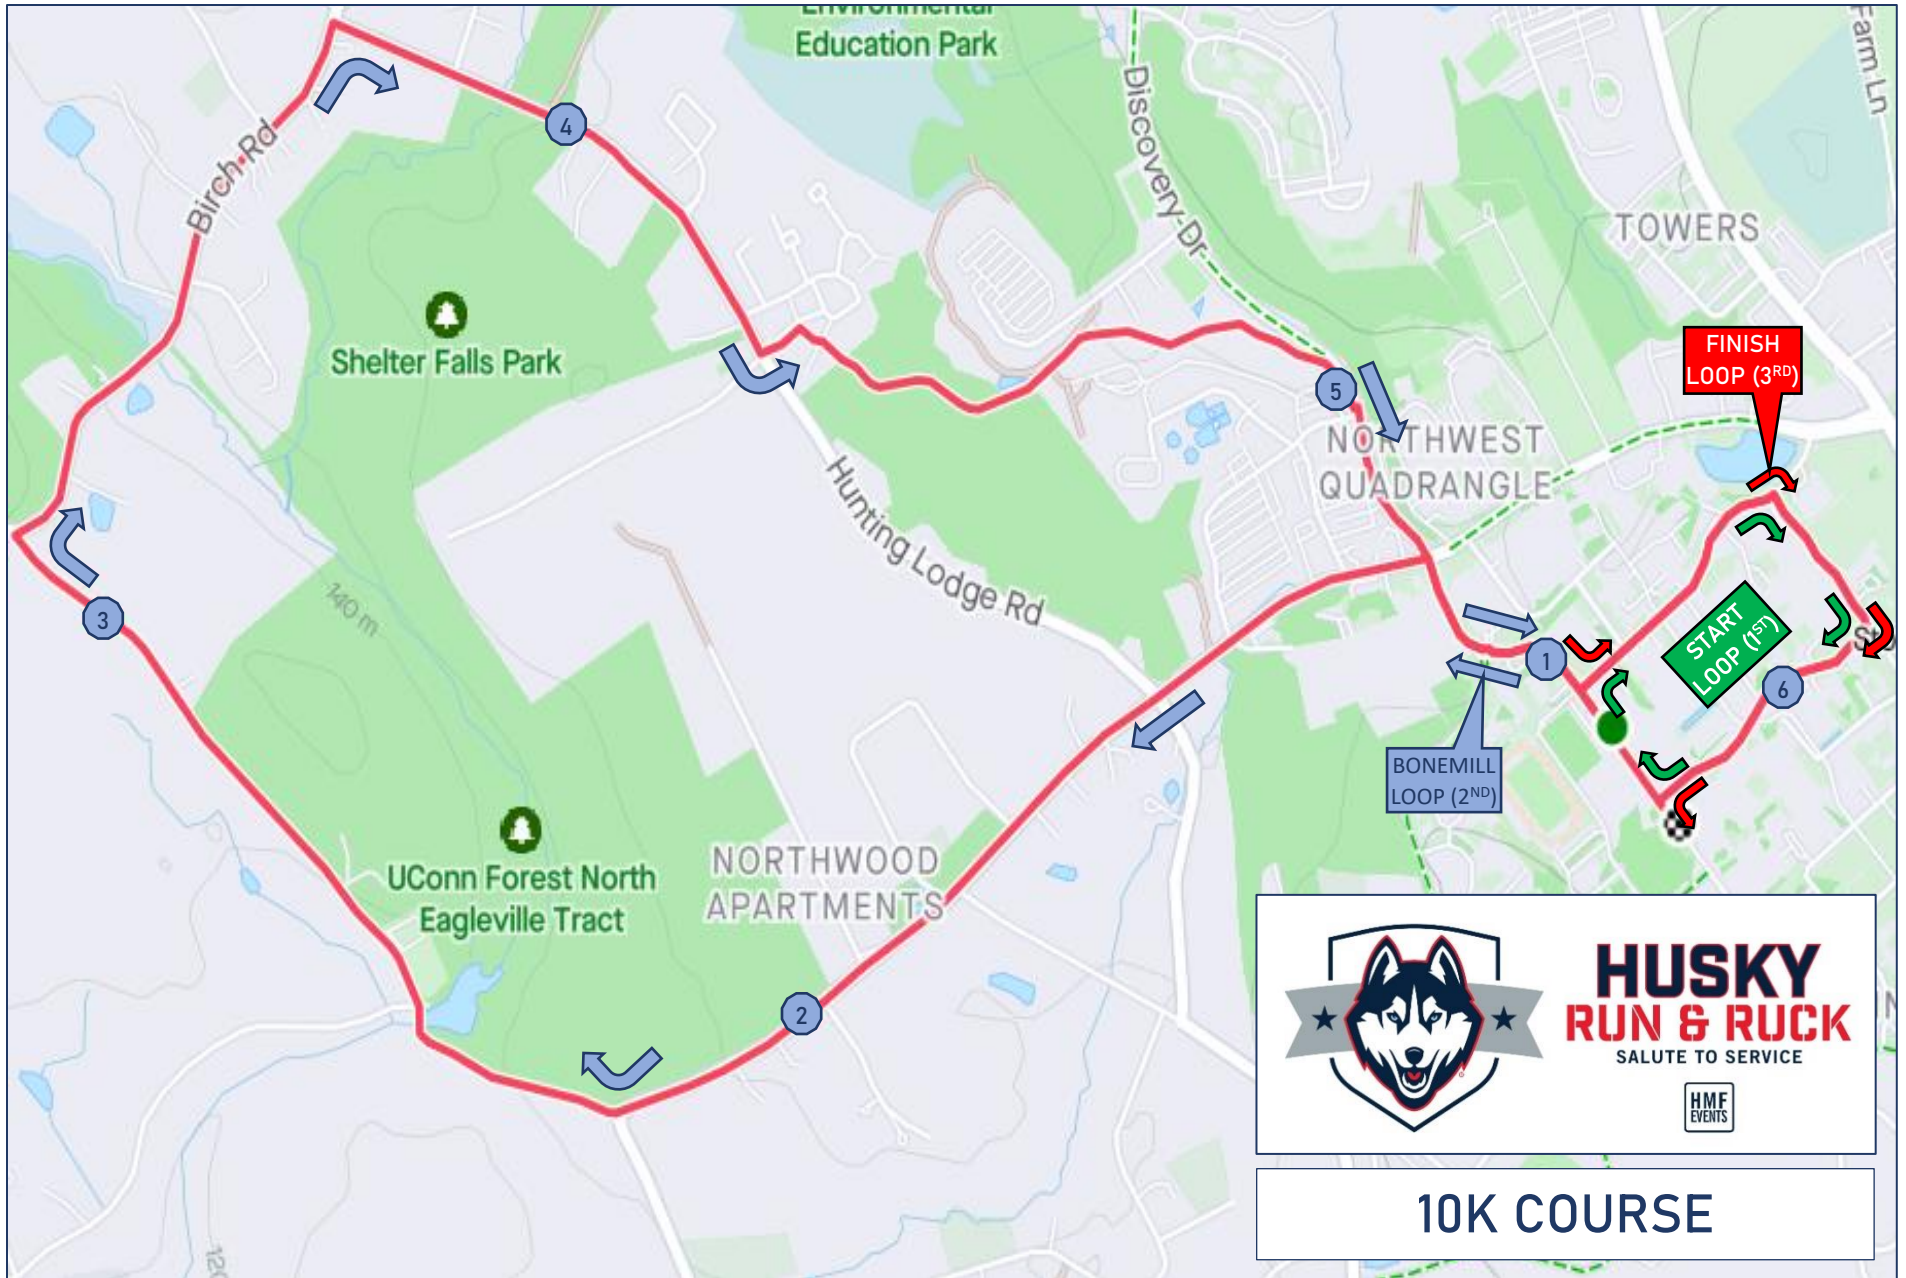 Environmental
Education Park
Farm Ln
4
Birch Rd
Discovery Dr
TOWERS
Shelter Falls Park
FINISH
LOOP (3RD)
5
NORTHWEST
QUADRANGLE
Hunting Lodge Rd
140 m
3
START
LOOP (1ST)
1
6
BONEMILL
LOOP (2ND)
UConn Forest North
Eagleville Tract
NORTHWOOD
APARTMENTS
2
HUSKY
RUN & RUCK
SALUTE TO SERVICE
HMF
EVENTS
10K COURSE